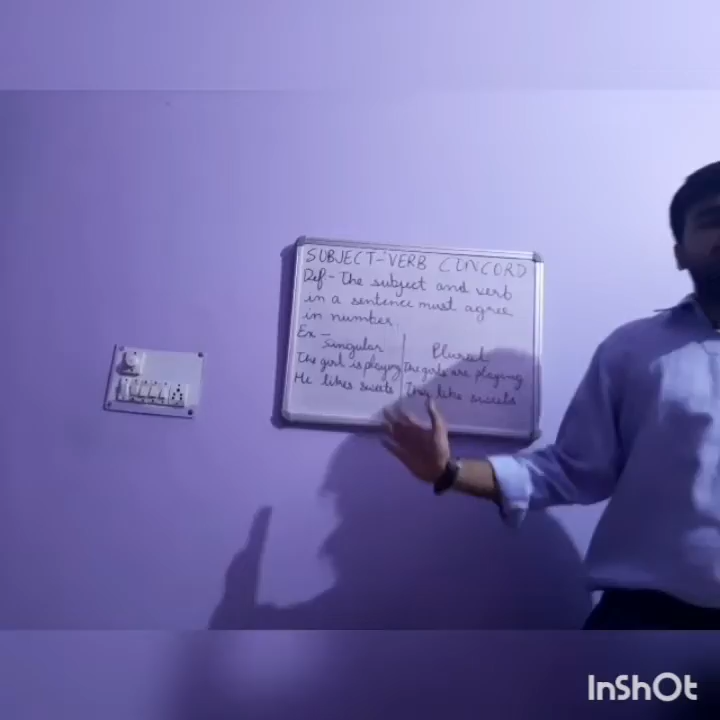 SUBJECT-VERB CONCORD
Def - The subject and verb
in a sentence must agree
in number
Ex -
Singular Plural
The girl is playing The girls are playing
He likes sweets They like sweets
InShOt